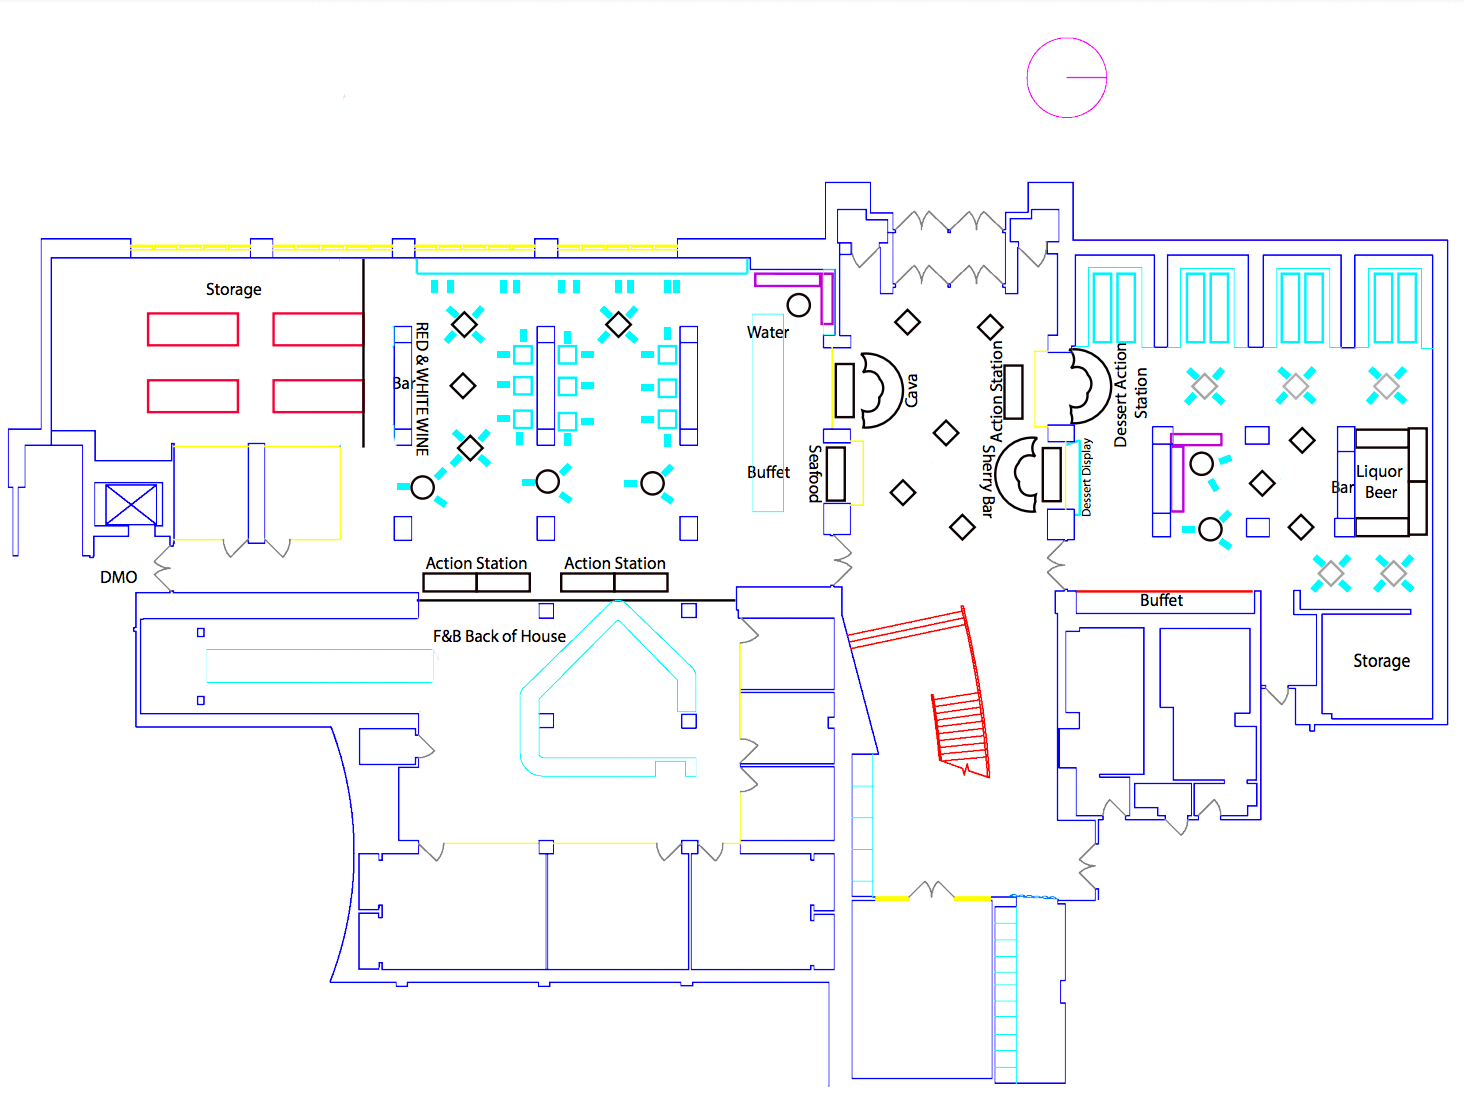 Storage
RED & WHITE WINE
Bar
Water
Buffet
Seafood
Cava
Action Station
Sherry Bar
Dessert Action
Station
Dessert Display
Bar
Liquor
Beer
Action Station
Action Station
DMO
Buffet
F&B Back of House
Storage